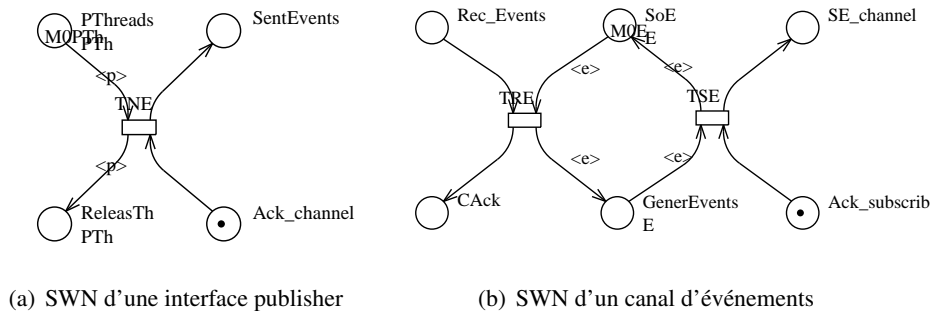 PThreads
M0PTh
PTh
SentEvents
<p>
TNE
<p>
ReleasTh
PTh
Ack_channel
Rec_Events
SoE
M0E
E
SE_channel
<e>
<e>
TRE
TSE
<e>
<e>
CAck
GenerEvents
E
Ack_subscrib
(a) SWN d'une interface publisher
(b) SWN d'un canal d'événements